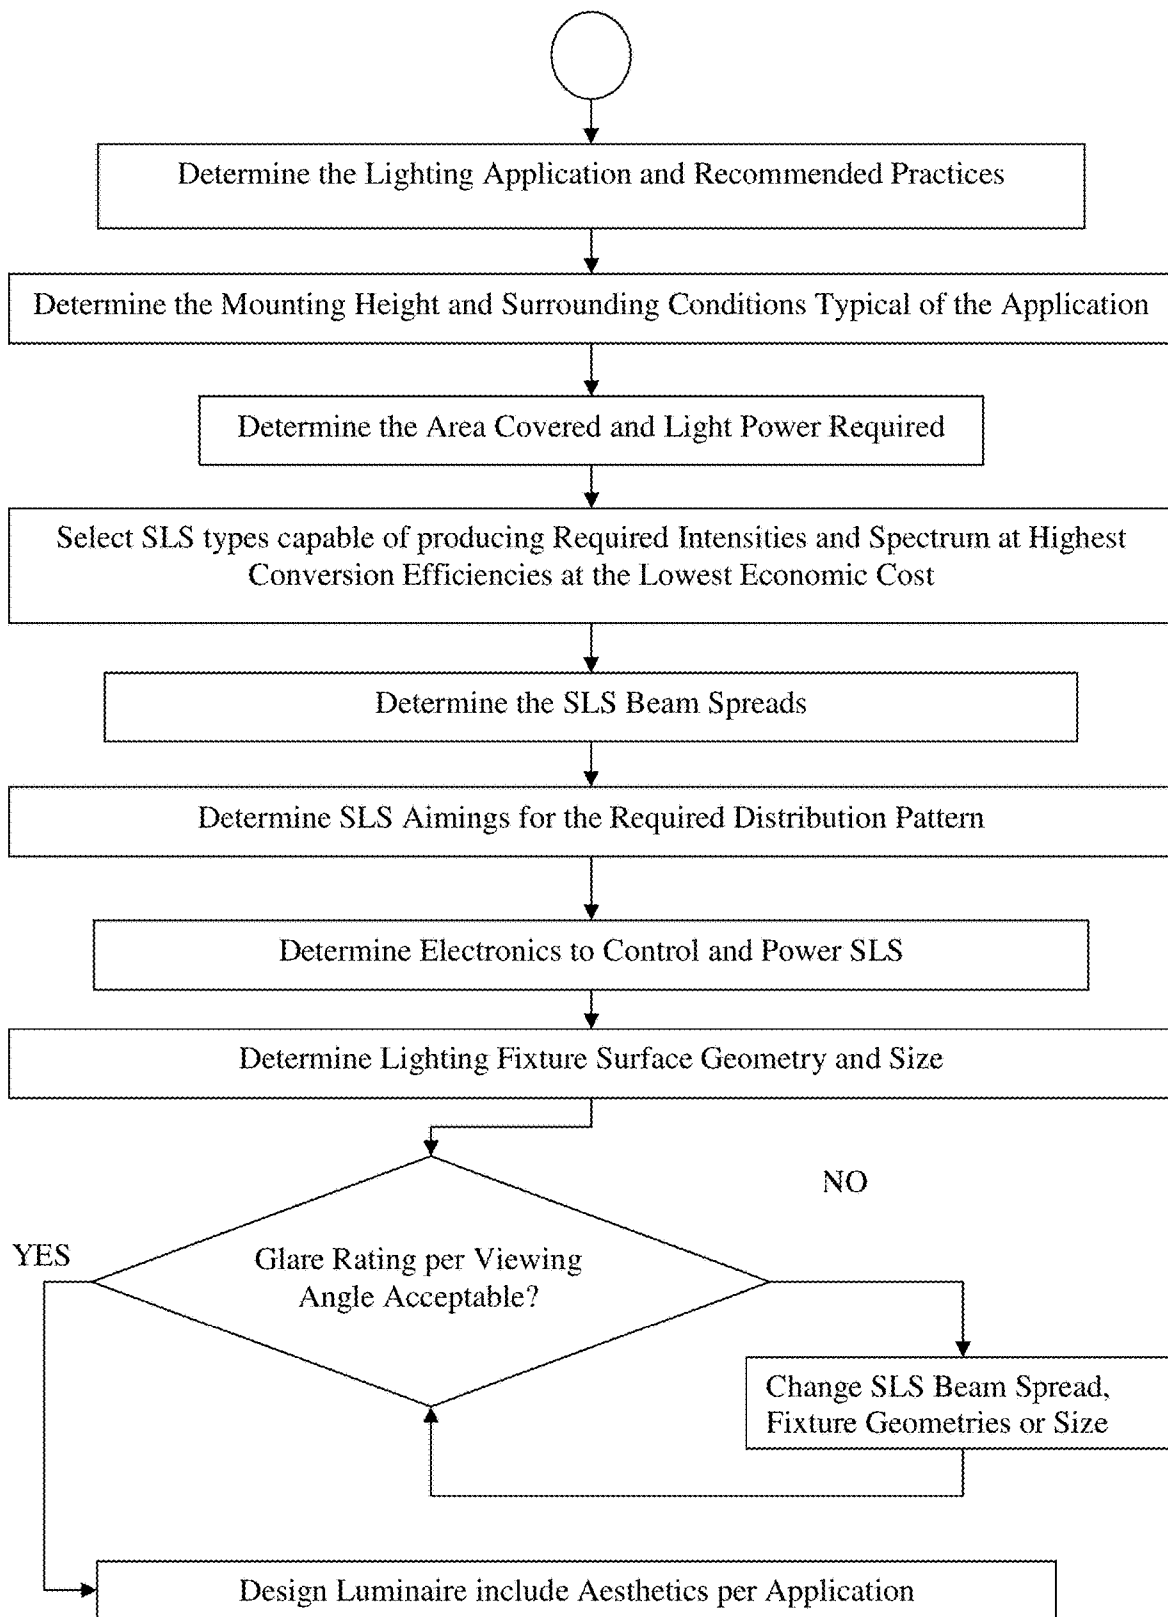 Determine the Lighting Application and Recommended Practices
Determine the Mounting Height and Surrounding Conditions Typical of the Application
Determine the Area Covered and Light Power Required
Select SLS types capable of producing Required Intensities and Spectrum at Highest
Conversion Efficiencies at the Lowest Economic Cost
Determine the SLS Beam Spreads
Determine SLS Aimings for the Required Distribution Pattern
Determine Electronics to Control and Power SLS
Determine Lighting Fixture Surface Geometry and Size
NO
YES
Glare Rating per Viewing
Angle Acceptable?
Change SLS Beam Spread,
Fixture Geometries or Size
Design Luminaire include Aesthetics per Application